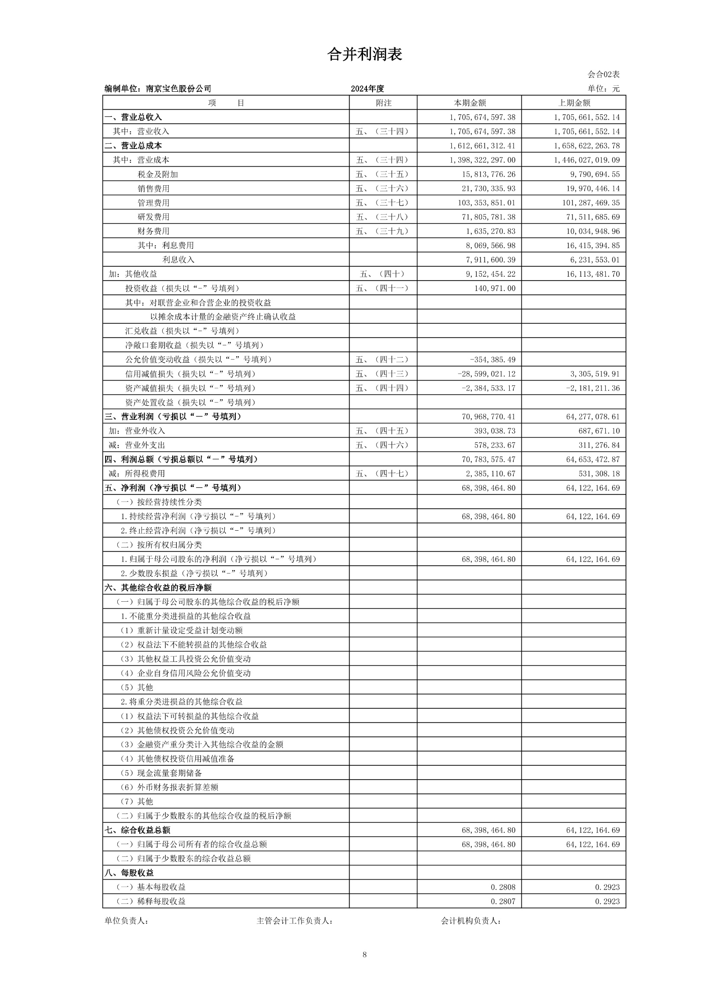 合并利润表
会合02表
编制单位：南京宝色股份公司 2024年度 单位：元
项 目 附注 本期金额 上期金额
一、营业总收入 1,705,674,597.38 1,705,661,552.14
其中：营业收入 五、（三十四） 1,705,674,597.38 1,705,661,552.14
二、营业总成本 1,612,661,312.41 1,658,622,263.78
其中：营业成本 五、（三十四） 1,398,322,297.00 1,446,027,019.09
税金及附加 五、（三十五） 15,813,776.26 9,790,694.55
销售费用 五、（三十六） 21,730,335.93 19,970,446.14
管理费用 五、（三十七） 103,353,851.01 101,287,469.35
研发费用 五、（三十八） 71,805,781.38 71,511,685.69
财务费用 五、（三十九） 1,635,270.83 10,034,948.96
其中：利息费用 8,069,566.98 16,415,394.85
利息收入 7,911,600.39 6,231,553.01
加：其他收益 五、（四十） 9,152,454.22 16,113,481.70
投资收益（损失以“-”号填列） 五、（四十一） 140,971.00
其中：对联营企业和合营企业的投资收益
以摊余成本计量的金融资产终止确认收益
汇兑收益（损失以“-”号填列）
净敞口套期收益（损失以“-”号填列）
公允价值变动收益（损失以“-”号填列） 五、（四十二） -354,385.49
信用减值损失（损失以“-”号填列） 五、（四十三） -28,599,021.12 3,305,519.91
资产减值损失（损失以“-”号填列） 五、（四十四） -2,384,533.17 -2,181,211.36
资产处置收益（损失以“-”号填列）
三、营业利润（亏损以“－”号填列） 70,968,770.41 64,277,078.61
加：营业外收入 五、（四十五） 393,038.73 687,671.10
减：营业外支出 五、（四十六） 578,233.67 311,276.84
四、利润总额（亏损总额以“－”号填列） 70,783,575.47 64,653,472.87
减：所得税费用 五、（四十七） 2,385,110.67 531,308.18
五、净利润（净亏损以“－”号填列） 68,398,464.80 64,122,164.69
（一）按经营持续性分类
1.持续经营净利润（净亏损以“-”号填列） 68,398,464.80 64,122,164.69
2.终止经营净利润（净亏损以“-”号填列）
（二）按所有权归属分类
1.归属于母公司股东的净利润（净亏损以“-”号填列） 68,398,464.80 64,122,164.69
2.少数股东损益（净亏损以“-”号填列）
六、其他综合收益的税后净额
（一）归属于母公司股东的其他综合收益的税后净额
1.不能重分类进损益的其他综合收益
（1）重新计量设定受益计划变动额
（2）权益法下不能转损益的其他综合收益
（3）其他权益工具投资公允价值变动
（4）企业自身信用风险公允价值变动
（5）其他
2.将重分类进损益的其他综合收益
（1）权益法下可转损益的其他综合收益
（2）其他债权投资公允价值变动
（3）金融资产重分类计入其他综合收益的金额
（4）其他债权投资信用减值准备
（5）现金流量套期储备
（6）外币财务报表折算差额
（7）其他
（二）归属于少数股东的其他综合收益的税后净额
七、综合收益总额 68,398,464.80 64,122,164.69
（一）归属于母公司所有者的综合收益总额 68,398,464.80 64,122,164.69
（二）归属于少数股东的综合收益总额
八、每股收益
（一）基本每股收益 0.2808 0.2923
（二）稀释每股收益 0.2807 0.2923
单位负责人： 主管会计工作负责人： 会计机构负责人：
8